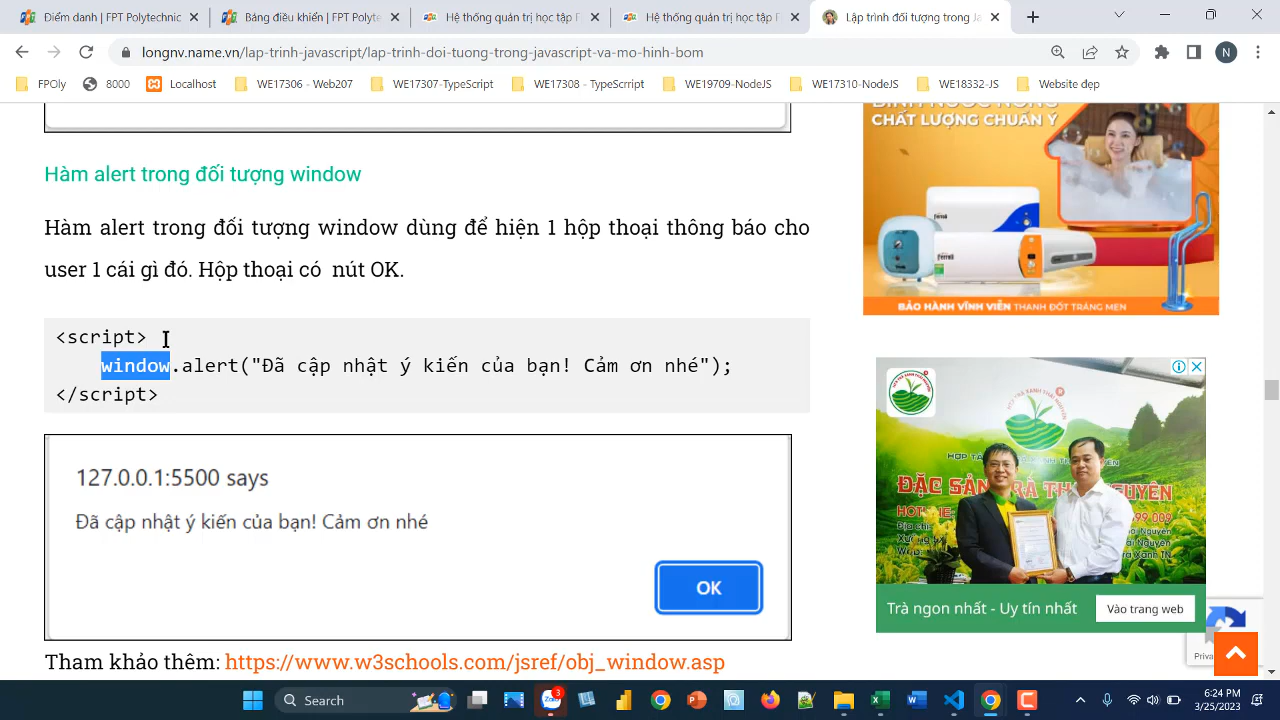 Điểm danh | FPT Polytechnic
Bảng điều khiển | FPT Polyte
Hệ thống quản trị học tập F
Hệ thống quản trị học tập F
Lập trình đối tượng trong Ja
longnv.name.vn/lap-trinh-javascript/lap-trinh-doi-tuong-trong-javascript-va-mo-hinh-bom
N
FPOly
8000
Localhost
WE17306 - Web207
WE17307-TypeScript
WE17308 - TypeScrript
WE19709-NodeJS
WE17310-NodeJS
WE18332-JS
Website đẹp
BÌNH NƯỚC NÓNG
CHẤT LƯỢNG CHUẨN Ý
BẢO HÀNH VĨNH VIỄN THANH ĐỐT TRÁNG MEN
Hàm alert trong đối tượng window
Hàm alert trong đối tượng window dùng để hiện 1 hộp thoại thông báo cho
user 1 cái gì đó. Hộp thoại có nút OK.
<script>
window.alert("Đã cập nhật ý kiến của bạn! Cảm ơn nhé");
</script>
127.0.0.1:5500 says
Đã cập nhật ý kiến của bạn! Cảm ơn nhé
OK
Tham khảo thêm: https://www.w3schools.com/jsref/obj_window.asp
Trà ngon nhất - Uy tín nhất
Vào trang web
Search
3
6:24 PM
3/25/2023